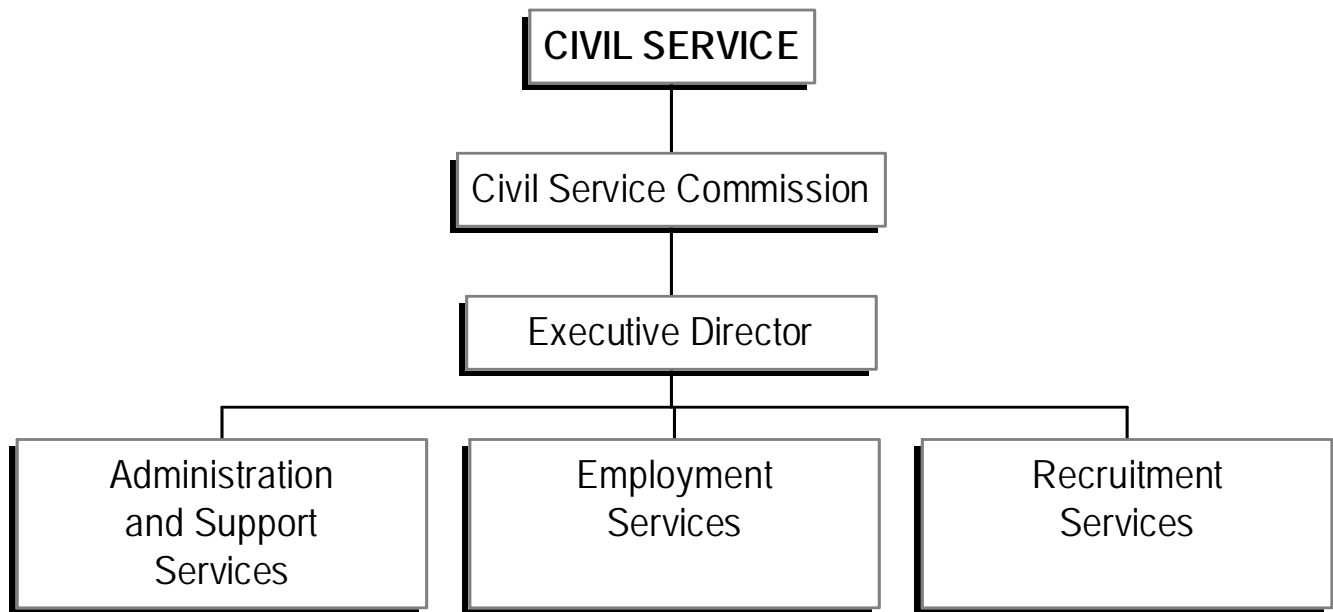 CIVIL SERVICE
Civil Service Commission
Executive Director
Administration
and Support
Services
Employment
Services
Recruitment
Services